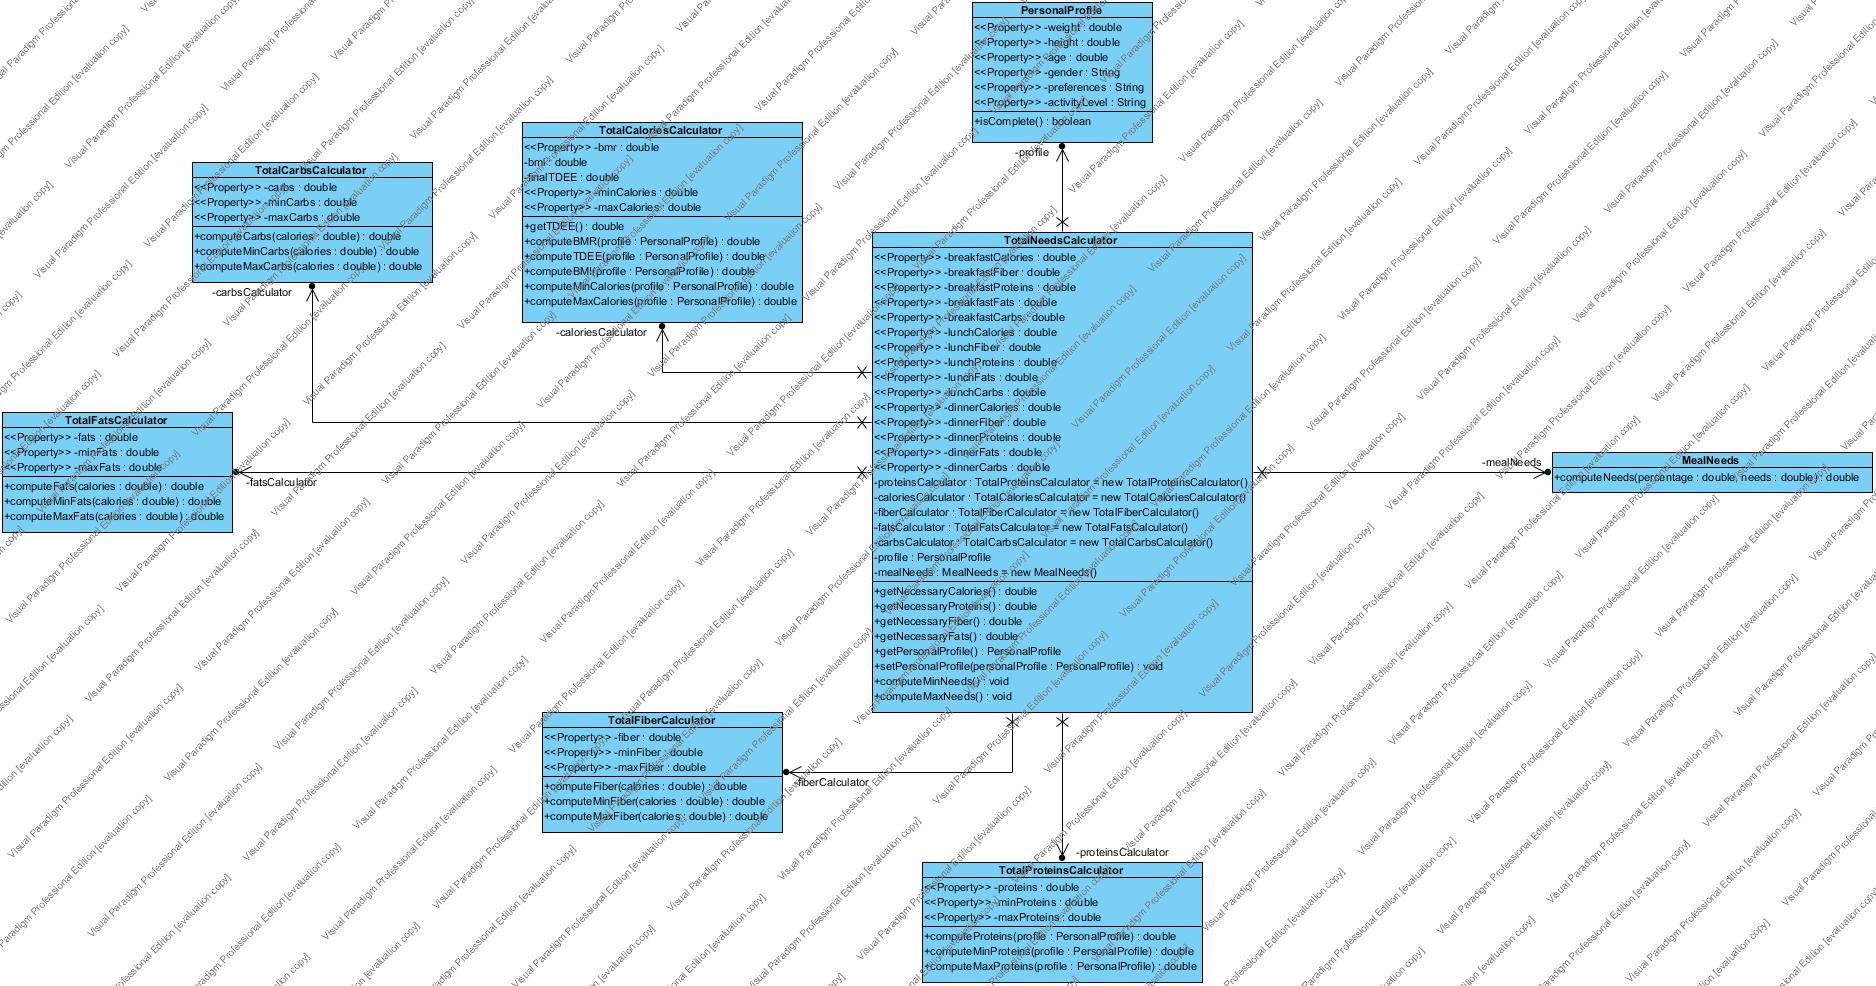 PersonalProfile
<<Property>> -weight : double
<<Property>> -height : double
<<Property>> -age : double
<<Property>> -gender : String
<<Property>> -preferences : String
<<Property>> -activityLevel : String
+isComplete() : boolean
-profile
TotalCaloriesCalculator
<<Property>> -bmr : double
-bmi : double
-finalTDEE : double
<<Property>> -minCalories : double
<<Property>> -maxCalories : double
+getTDEE() : double
+computeBMR(profile : PersonalProfile) : double
+computeTDEE(profile : PersonalProfile) : double
+computeBMI(profile : PersonalProfile) : double
+computeMinCalories(profile : PersonalProfile) : double
+computeMaxCalories(profile : PersonalProfile) : double
-caloriesCalculator
TotalCarbsCalculator
<<Property>> -carbs : double
<<Property>> -minCarbs : double
<<Property>> -maxCarbs : double
+computeCarbs(calories : double) : double
+computeMinCarbs(calories : double) : double
+computeMaxCarbs(calories : double) : double
-carbsCalculator
TotalNeedsCalculator
<<Property>> -breakfastCalories : double
<<Property>> -breakfastFiber : double
<<Property>> -breakfastProteins : double
<<Property>> -breakfastFats : double
<<Property>> -breakfastCarbs : double
<<Property>> -lunchCalories : double
<<Property>> -lunchFiber : double
<<Property>> -lunchProteins : double
<<Property>> -lunchFats : double
<<Property>> -lunchCarbs : double
<<Property>> -dinnerCalories : double
<<Property>> -dinnerFiber : double
<<Property>> -dinnerProteins : double
<<Property>> -dinnerFats : double
<<Property>> -dinnerCarbs : double
-proteinsCalculator : TotalProteinsCalculator = new TotalProteinsCalculator()
-caloriesCalculator : TotalCaloriesCalculator = new TotalCaloriesCalculator()
-fiberCalculator : TotalFiberCalculator = new TotalFiberCalculator()
-fatsCalculator : TotalFatsCalculator = new TotalFatsCalculator()
-carbsCalculator : TotalCarbsCalculator = new TotalCarbsCalculator()
-profile : PersonalProfile
-mealNeeds : MealNeeds = new MealNeeds()
+getNecessaryCalories() : double
+getNecessaryProteins() : double
+getNecessaryFiber() : double
+getNecessaryFats() : double
+getPersonalProfile() : PersonalProfile
+setPersonalProfile(personalProfile : PersonalProfile) : void
+computeMinNeeds() : void
+computeMaxNeeds() : void
TotalFatsCalculator
<<Property>> -fats : double
<<Property>> -minFats : double
<<Property>> -maxFats : double
+computeFats(calories : double) : double
+computeMinFats(calories : double) : double
+computeMaxFats(calories : double) : double
-fatsCalculator
-mealNeeds
MealNeeds
+computeNeeds(percentage : double, needs : double) : double
TotalFiberCalculator
<<Property>> -fiber : double
<<Property>> -minFiber : double
<<Property>> -maxFiber : double
+computeFiber(calories : double) : double
+computeMinFiber(calories : double) : double
+computeMaxFiber(calories : double) : double
-fiberCalculator
-proteinsCalculator
TotalProteinsCalculator
<<Property>> -proteins : double
<<Property>> -minProteins : double
<<Property>> -maxProteins : double
+computeProteins(profile : PersonalProfile) : double
+computeMinProteins(profile : PersonalProfile) : double
+computeMaxProteins(profile : PersonalProfile) : double
Visual Paradigm Professional Edition [evaluation copy]